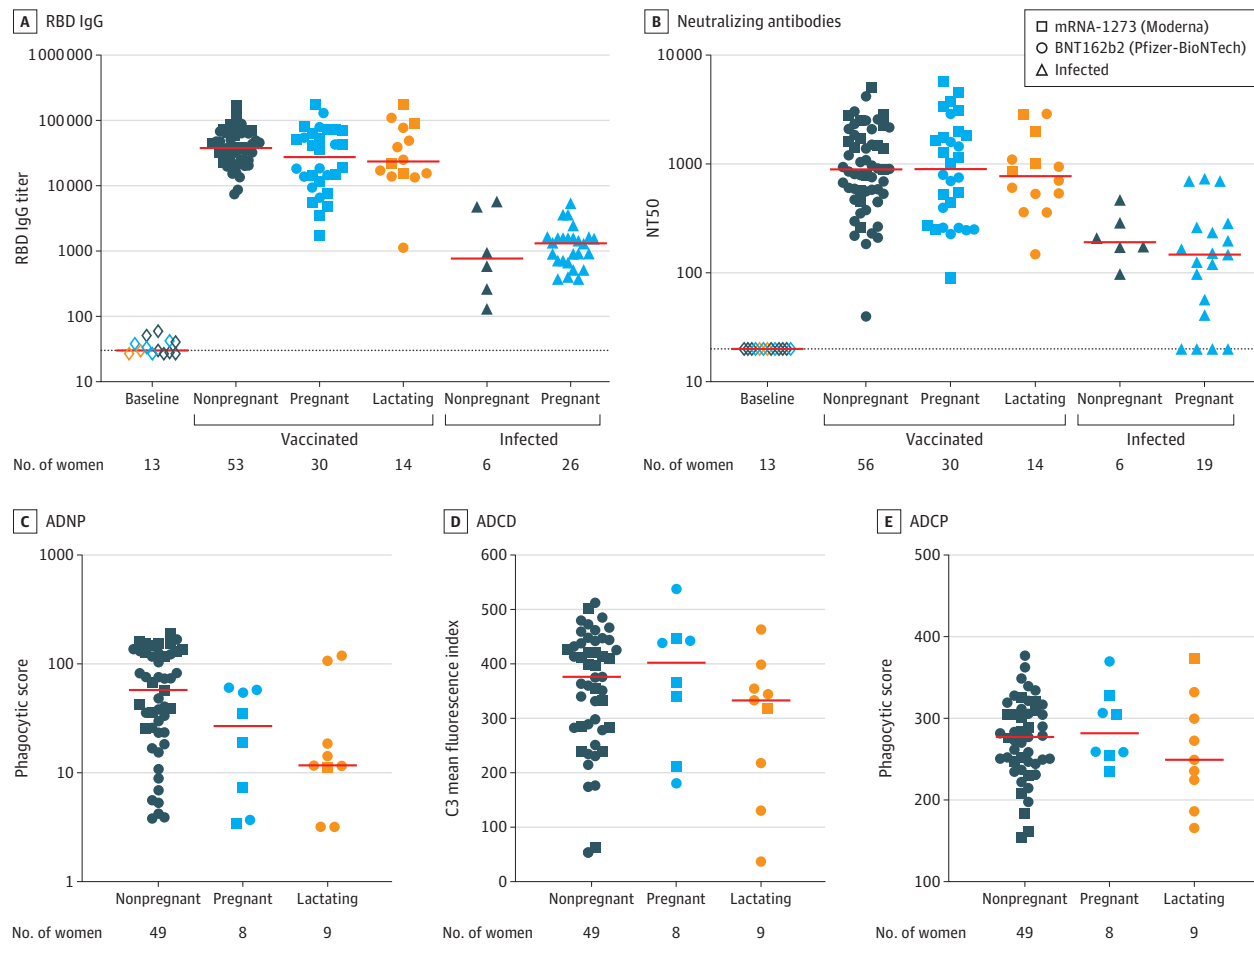 A RBD IgG
1000000
100000
10000
1000
100
10
RBD IgG titer
Baseline Nonpregnant Pregnant Lactating Nonpregnant Pregnant
Vaccinated Infected
No. of women 13 53 30 14 6 26
B Neutralizing antibodies
mRNA-1273 (Moderna)
BNT162b2 (Pfizer-BioNTech)
Infected
10000
1000
100
10
NT50
Baseline Nonpregnant Pregnant Lactating Nonpregnant Pregnant
Vaccinated Infected
No. of women 13 56 30 14 6 19
C ADNP
1000
100
10
1
Phagocytic score
Nonpregnant Pregnant Lactating
No. of women 49 8 9
D ADCD
600
500
400
300
200
100
0
C3 mean fluorescence index
Nonpregnant Pregnant Lactating
No. of women 49 8 9
E ADCP
500
400
300
200
100
Phagocytic score
Nonpregnant Pregnant Lactating
No. of women 49 8 9